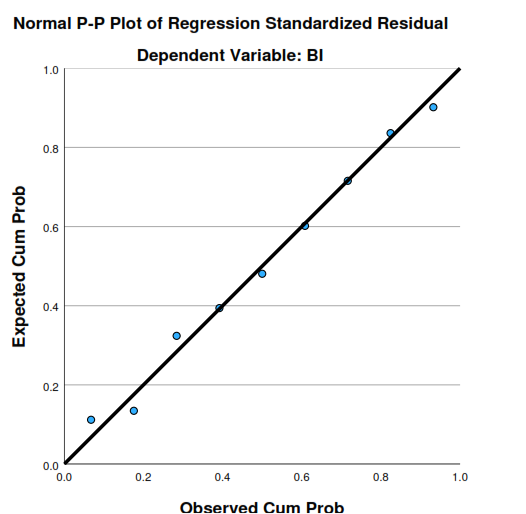 Normal P-P Plot of Regression Standardized Residual
Dependent Variable: BI
Expected Cum Prob
1.0
0.8
0.6
0.4
0.2
0.0
0.0 0.2 0.4 0.6 0.8 1.0
Observed Cum Prob